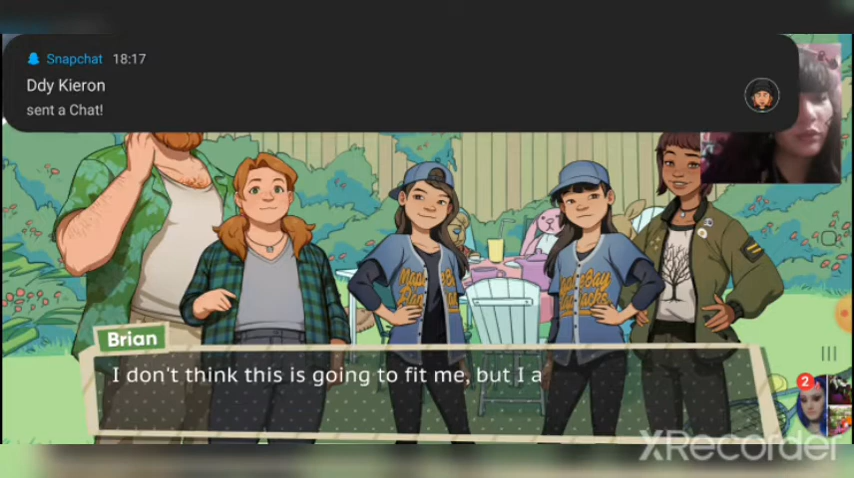 Snapchat 18:17
Ddy Kieron
sent a Chat!
Brian
I don't think this is going to fit me, but I a
2
XRecorder